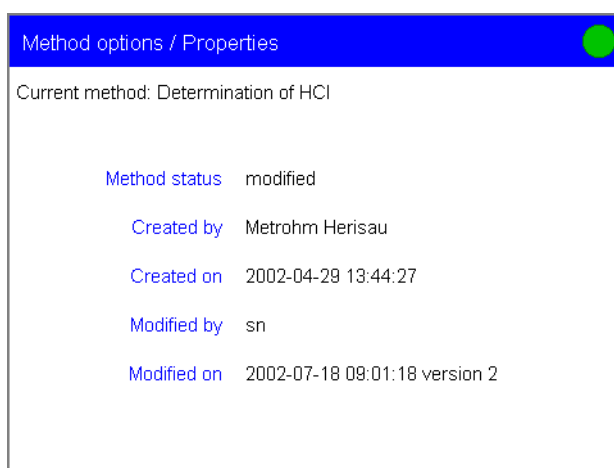 Method options / Properties
Current method: Determination of HCl
Method status modified
Created by Metrohm Herisau
Created on 2002-04-29 13:44:27
Modified by sn
Modified on 2002-07-18 09:01:18 version 2